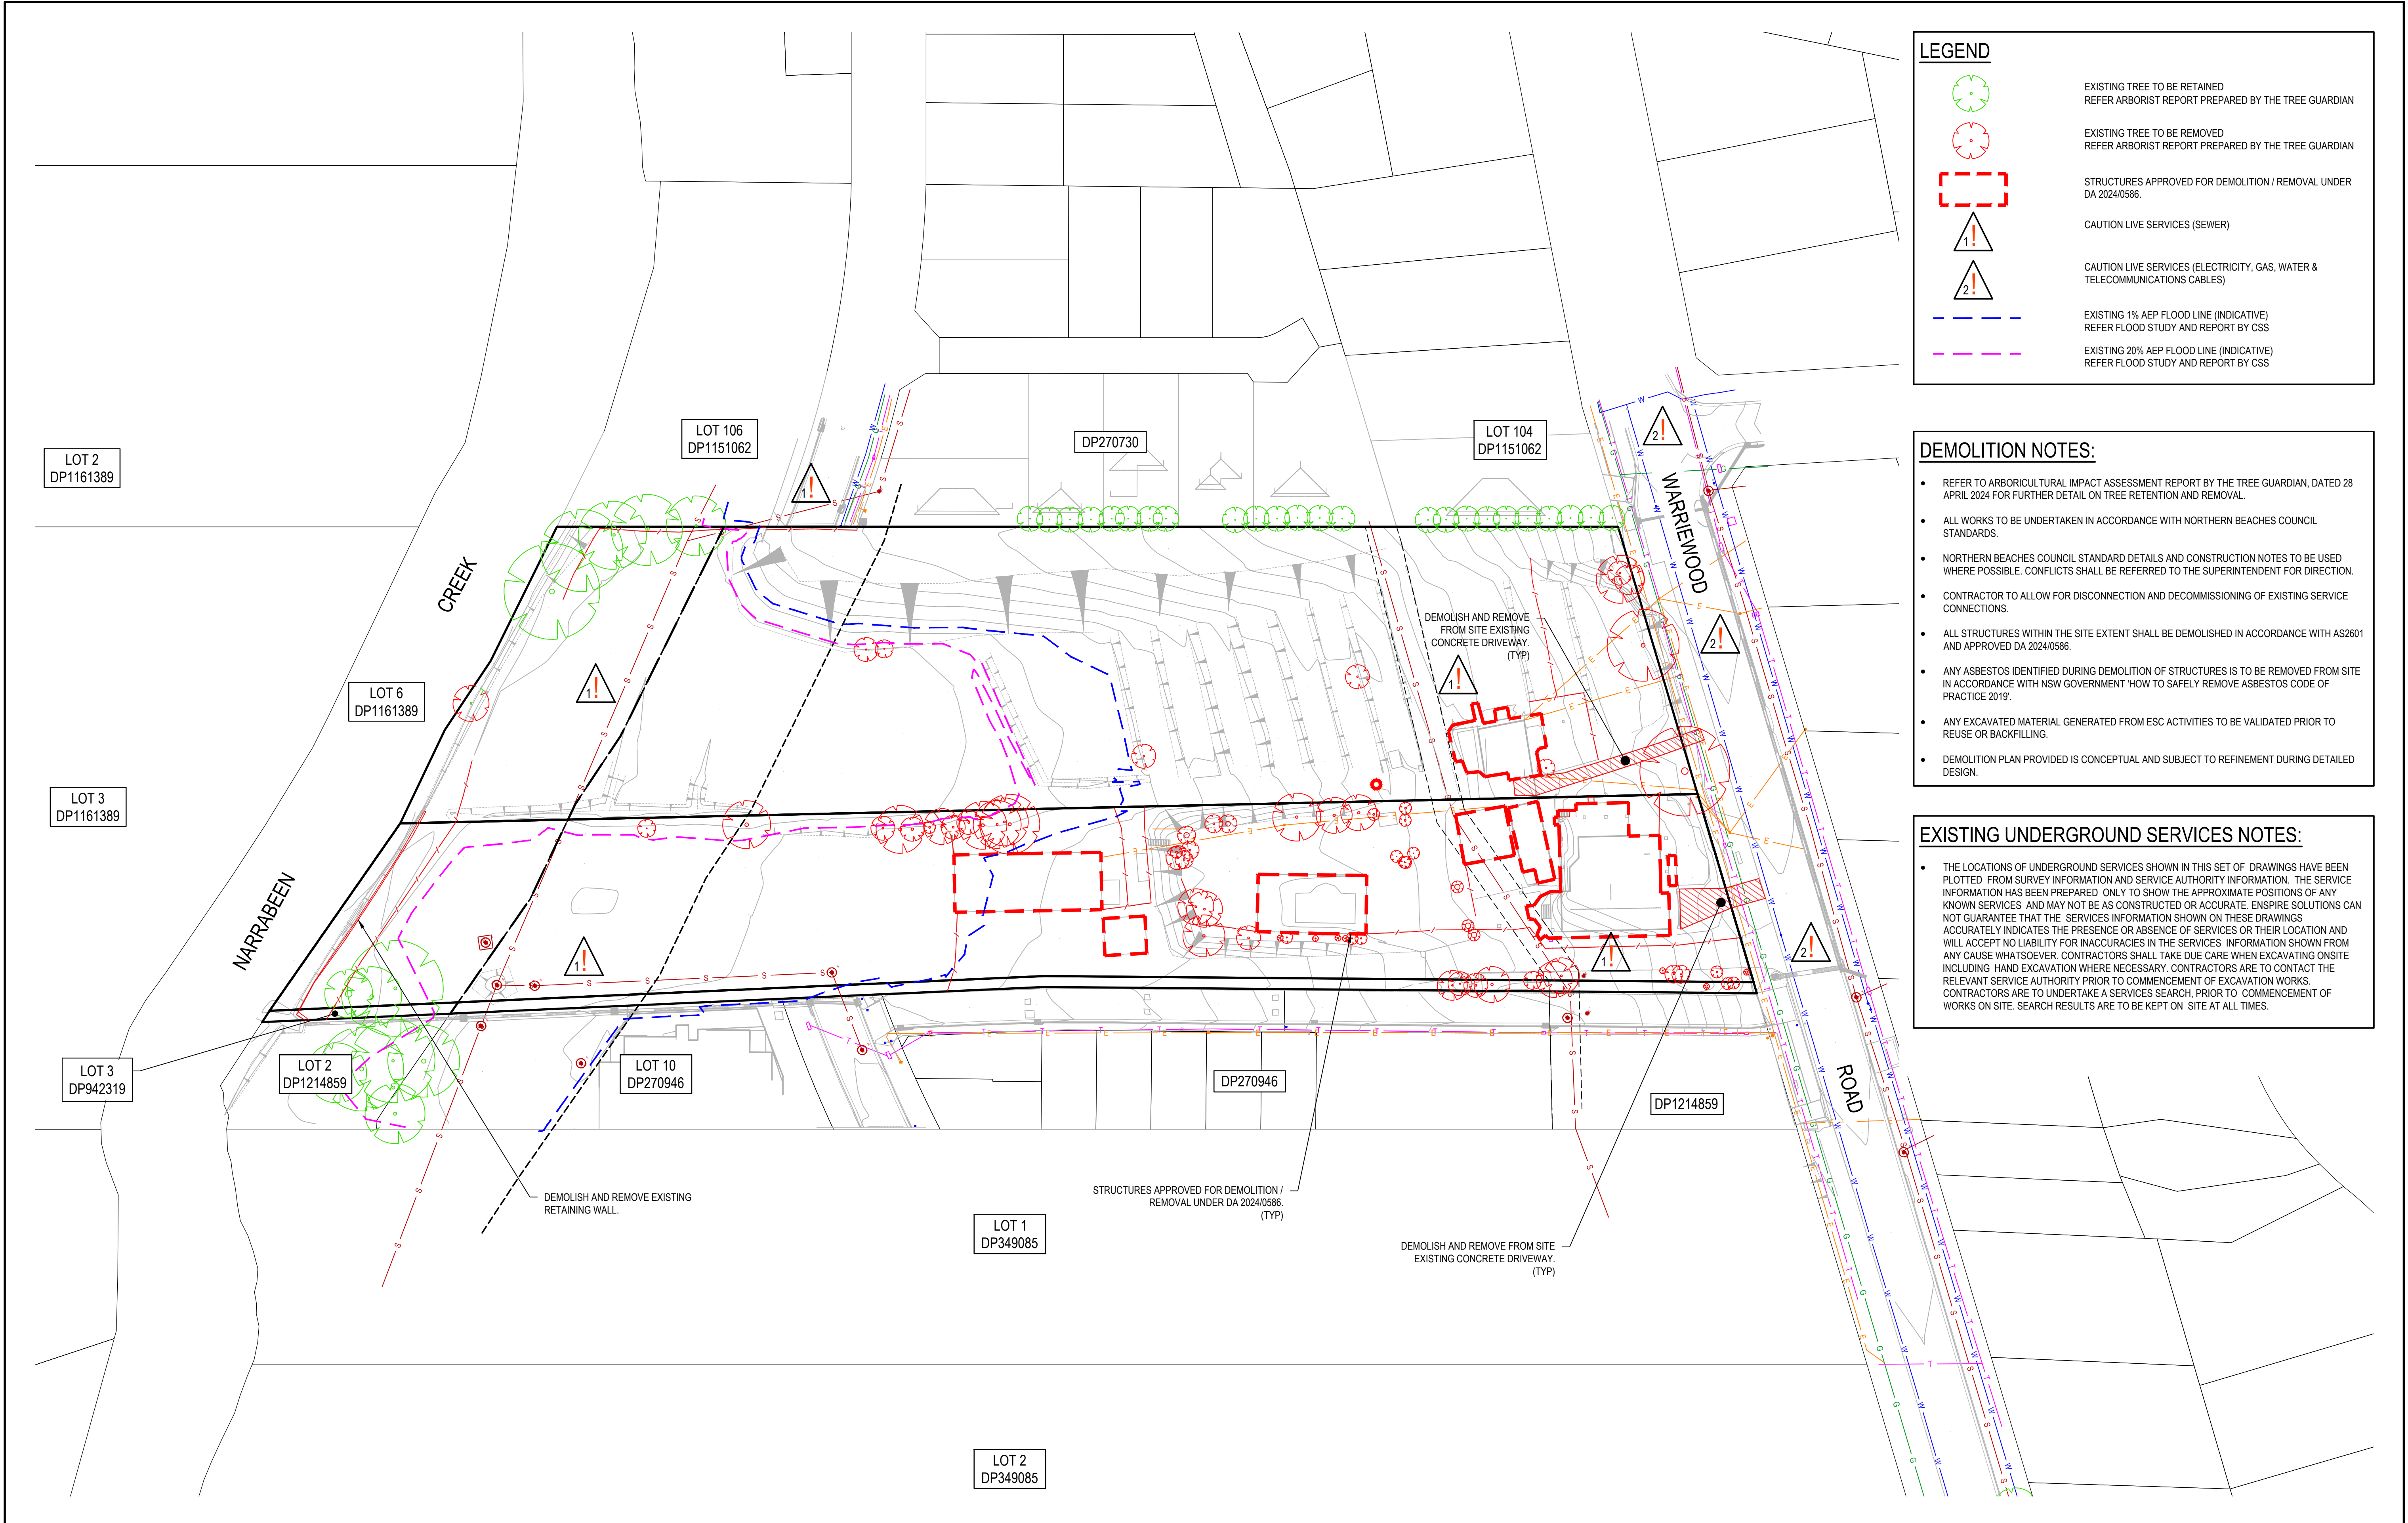 LEGEND
EXISTING TREE TO BE RETAINED
REFER ARBORIST REPORT PREPARED BY THE TREE GUARDIAN
EXISTING TREE TO BE REMOVED
REFER ARBORIST REPORT PREPARED BY THE TREE GUARDIAN
STRUCTURES APPROVED FOR DEMOLITION / REMOVAL UNDER
DA 2024/0586.
1!
CAUTION LIVE SERVICES (SEWER)
2!
CAUTION LIVE SERVICES (ELECTRICITY, GAS, WATER &
TELECOMMUNICATIONS CABLES)
EXISTING 1% AEP FLOOD LINE (INDICATIVE)
REFER FLOOD STUDY AND REPORT BY CSS
EXISTING 20% AEP FLOOD LINE (INDICATIVE)
REFER FLOOD STUDY AND REPORT BY CSS
DEMOLITION NOTES:
• REFER TO ARBORICULTURAL IMPACT ASSESSMENT REPORT BY THE TREE GUARDIAN, DATED 28
APRIL 2024 FOR FURTHER DETAIL ON TREE RETENTION AND REMOVAL.
• ALL WORKS TO BE UNDERTAKEN IN ACCORDANCE WITH NORTHERN BEACHES COUNCIL
STANDARDS.
• NORTHERN BEACHES COUNCIL STANDARD DETAILS AND CONSTRUCTION NOTES TO BE USED
WHERE POSSIBLE. CONFLICTS SHALL BE REFERRED TO THE SUPERINTENDENT FOR DIRECTION.
• CONTRACTOR TO ALLOW FOR DISCONNECTION AND DECOMMISSIONING OF EXISTING SERVICE
CONNECTIONS.
• ALL STRUCTURES WITHIN THE SITE EXTENT SHALL BE DEMOLISHED IN ACCORDANCE WITH AS2601
AND APPROVED DA 2024/0586.
• ANY ASBESTOS IDENTIFIED DURING DEMOLITION OF STRUCTURES IS TO BE REMOVED FROM SITE
IN ACCORDANCE WITH NSW GOVERNMENT 'HOW TO SAFELY REMOVE ASBESTOS CODE OF
PRACTICE 2019'.
• ANY EXCAVATED MATERIAL GENERATED FROM ESC ACTIVITIES TO BE VALIDATED PRIOR TO
REUSE OR BACKFILLING.
• DEMOLITION PLAN PROVIDED IS CONCEPTUAL AND SUBJECT TO REFINEMENT DURING DETAILED
DESIGN.
EXISTING UNDERGROUND SERVICES NOTES:
• THE LOCATIONS OF UNDERGROUND SERVICES SHOWN IN THIS SET OF DRAWINGS HAVE BEEN
PLOTTED FROM SURVEY INFORMATION AND SERVICE AUTHORITY INFORMATION. THE SERVICE
INFORMATION HAS BEEN PREPARED ONLY TO SHOW THE APPROXIMATE POSITIONS OF ANY
KNOWN SERVICES AND MAY NOT BE AS CONSTRUCTED OR ACCURATE. ENSPIRE SOLUTIONS CAN
NOT GUARANTEE THAT THE SERVICES INFORMATION SHOWN ON THESE DRAWINGS
ACCURATELY INDICATES THE PRESENCE OR ABSENCE OF SERVICES OR THEIR LOCATION AND
WILL ACCEPT NO LIABILITY FOR INACCURACIES IN THE SERVICES INFORMATION SHOWN FROM
ANY CAUSE WHATSOEVER. CONTRACTORS SHALL TAKE DUE CARE WHEN EXCAVATING ONSITE
INCLUDING HAND EXCAVATION WHERE NECESSARY. CONTRACTORS ARE TO CONTACT THE
RELEVANT SERVICE AUTHORITY PRIOR TO COMMENCEMENT OF EXCAVATION WORKS.
CONTRACTORS ARE TO UNDERTAKE A SERVICES SEARCH, PRIOR TO COMMENCEMENT OF
WORKS ON SITE. SEARCH RESULTS ARE TO BE KEPT ON SITE AT ALL TIMES.
LOT 2
DP1161389
LOT 106
DP1151062
DP270730
LOT 104
DP1151062
1!
2!
WARRIEWOOD
CREEK
DEMOLISH AND REMOVE
FROM SITE EXISTING
CONCRETE DRIVEWAY.
(TYP)
2!
LOT 6
DP1161389
1!
1!
LOT 3
DP1161389
NARRABEEN
1!
1!
2!
LOT 3
DP942319
LOT 2
DP1214859
LOT 10
DP270946
DP270946
DP1214859
ROAD
DEMOLISH AND REMOVE EXISTING
RETAINING WALL.
STRUCTURES APPROVED FOR DEMOLITION /
REMOVAL UNDER DA 2024/0586.
(TYP)
LOT 1
DP349085
DEMOLISH AND REMOVE FROM SITE
EXISTING CONCRETE DRIVEWAY.
(TYP)
LOT 2
DP349085